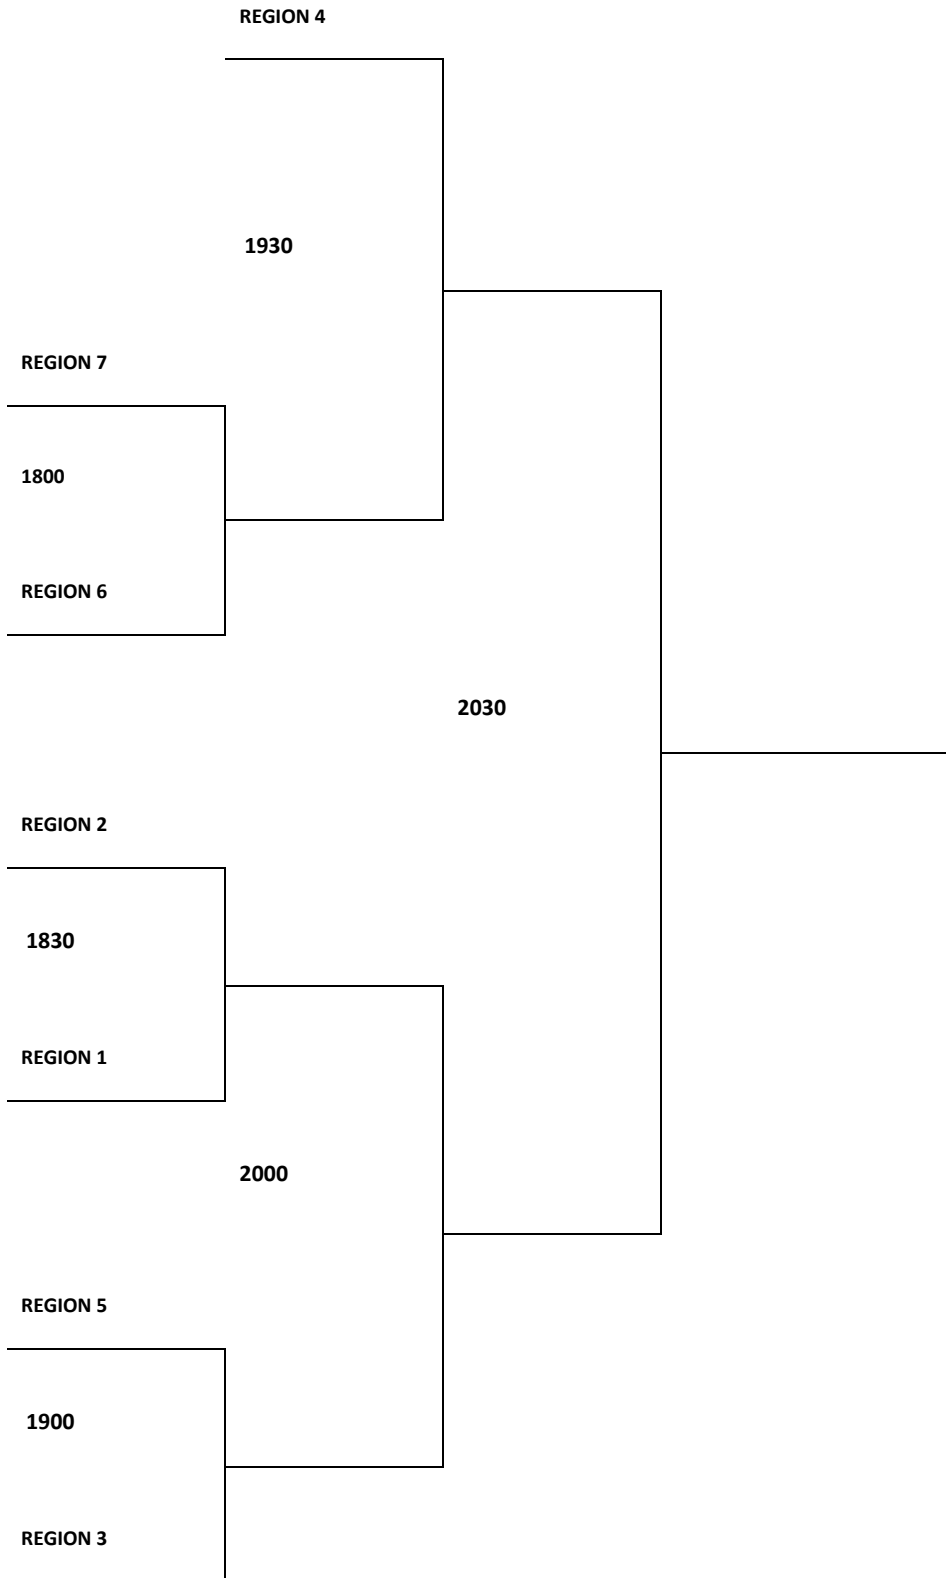 REGION 4
1930
REGION 7
1800
REGION 6
2030
REGION 2
1830
REGION 1
2000
REGION 5
1900
REGION 3